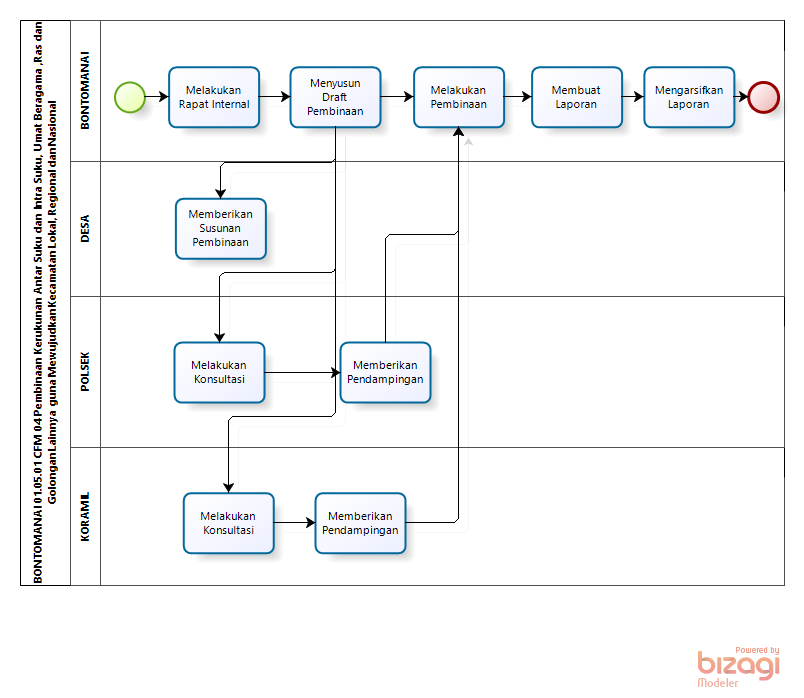 BONTOMANAI 01.05.01 CFM 04 Pembinaan Kerukunan Antar Suku dan Intra Suku, Umat Beragama ,Ras dan
Golongan Lainnya guna Mewujudkan Kecamatan Lokal, Regional dan Nasional
BONTOMANAI
Melakukan
Rapat Internal
Menyusun
Draft
Pembinaan
Melakukan
Pembinaan
Membuat
Laporan
Mengarsifkan
Laporan
DESA
Memberikan
Susunan
Pembinaan
POLSEK
Melakukan
Konsultasi
Memberikan
Pendampingan
KORAMIL
Melakukan
Konsultasi
Memberikan
Pendampingan
Powered by
bizagi
Modeler